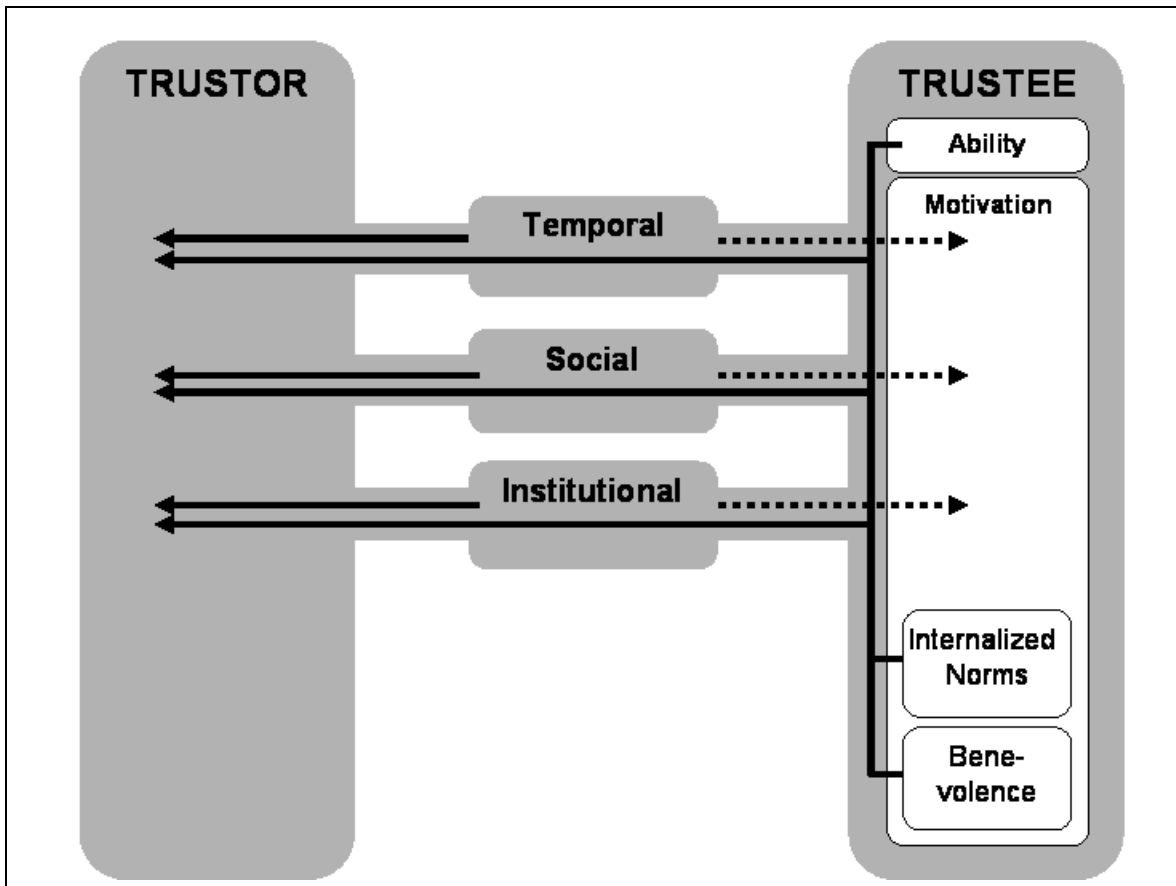 TRUSTOR
TRUSTEE
Ability
Motivation
Temporal
Social
Institutional
Internalized
Norms
Bene-
volence